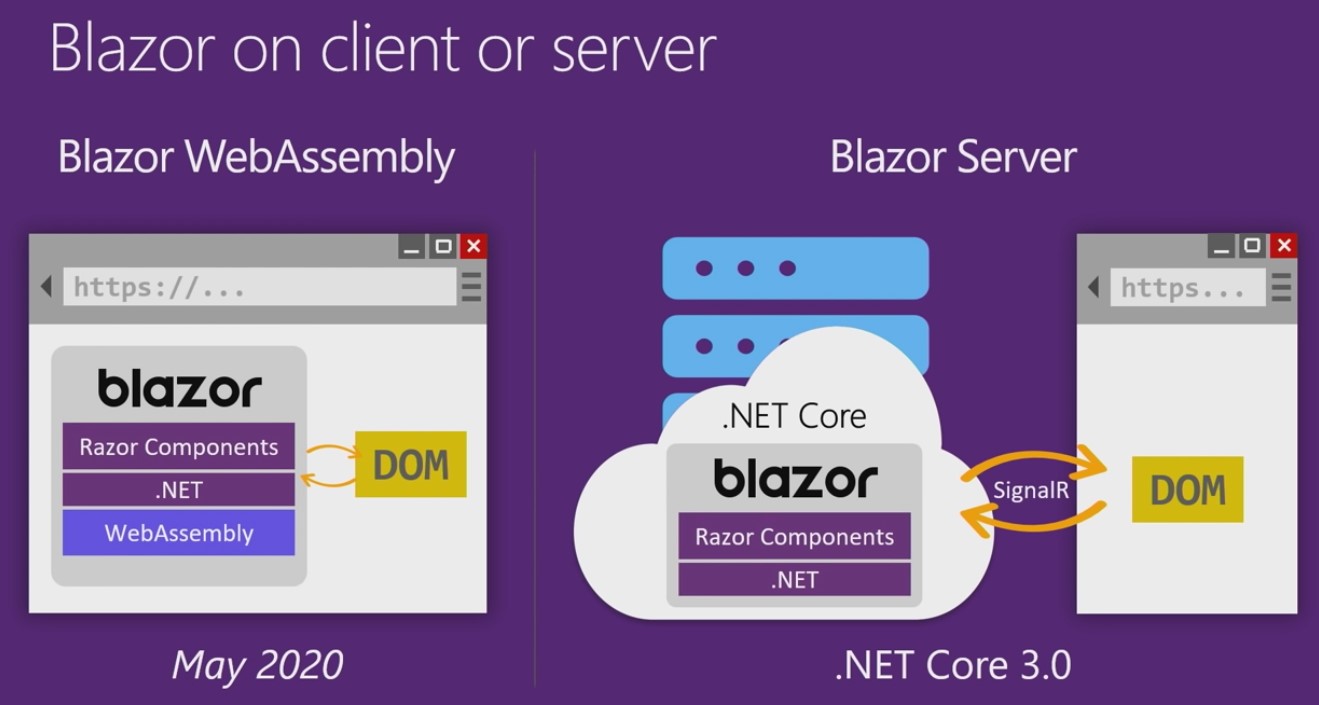 Blazor on client or server
Blazor WebAssembly
https://...
blazor
Razor Components
.NET
WebAssembly
DOM
May 2020
Blazor Server
.NET Core
blazor
Razor Components
.NET
SignalR
https...
DOM
.NET Core 3.0